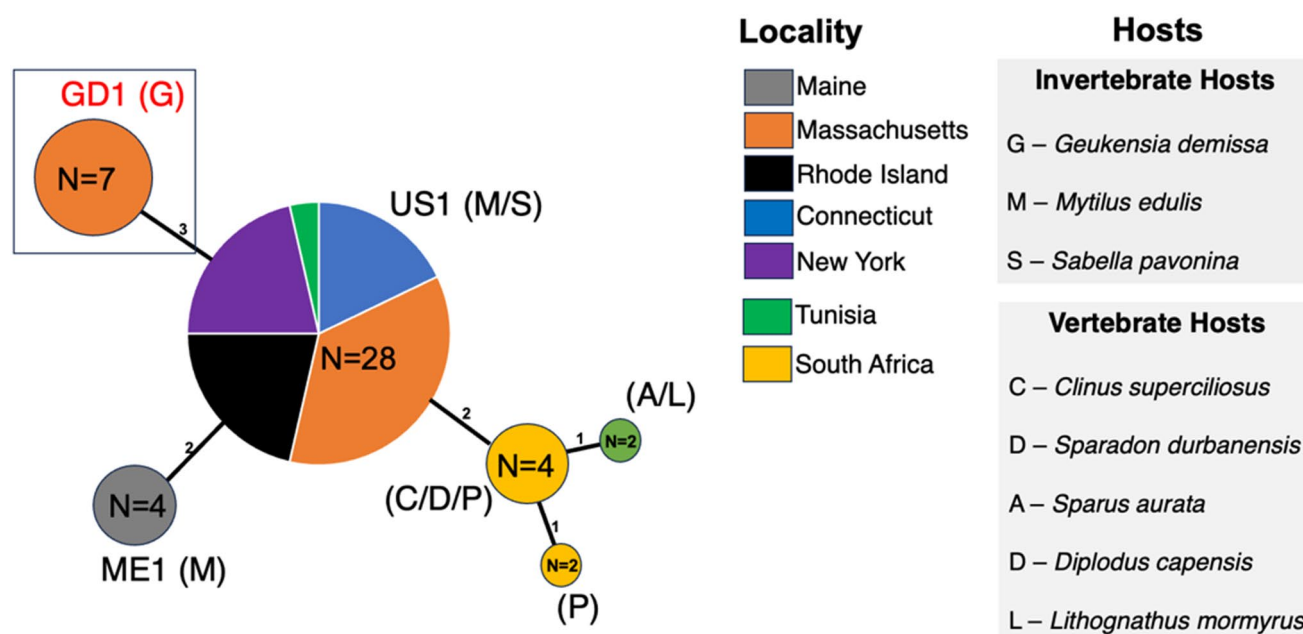 GD1 (G)
N=7
3
US1 (M/S)
N=28
2
N=4
ME1 (M)
2
N=4
(C/D/P)
1
N=2
(A/L)
1
N=2
(P)
Locality
Maine
Massachusetts
Rhode Island
Connecticut
New York
Tunisia
South Africa
Hosts
Invertebrate Hosts
G – Geukensia demissa
M – Mytilus edulis
S – Sabella pavonina
Vertebrate Hosts
C – Clinus superciliosus
D – Sparadon durbanensis
A – Sparus aurata
D – Diplodus capensis
L – Lithognathus mormyrus